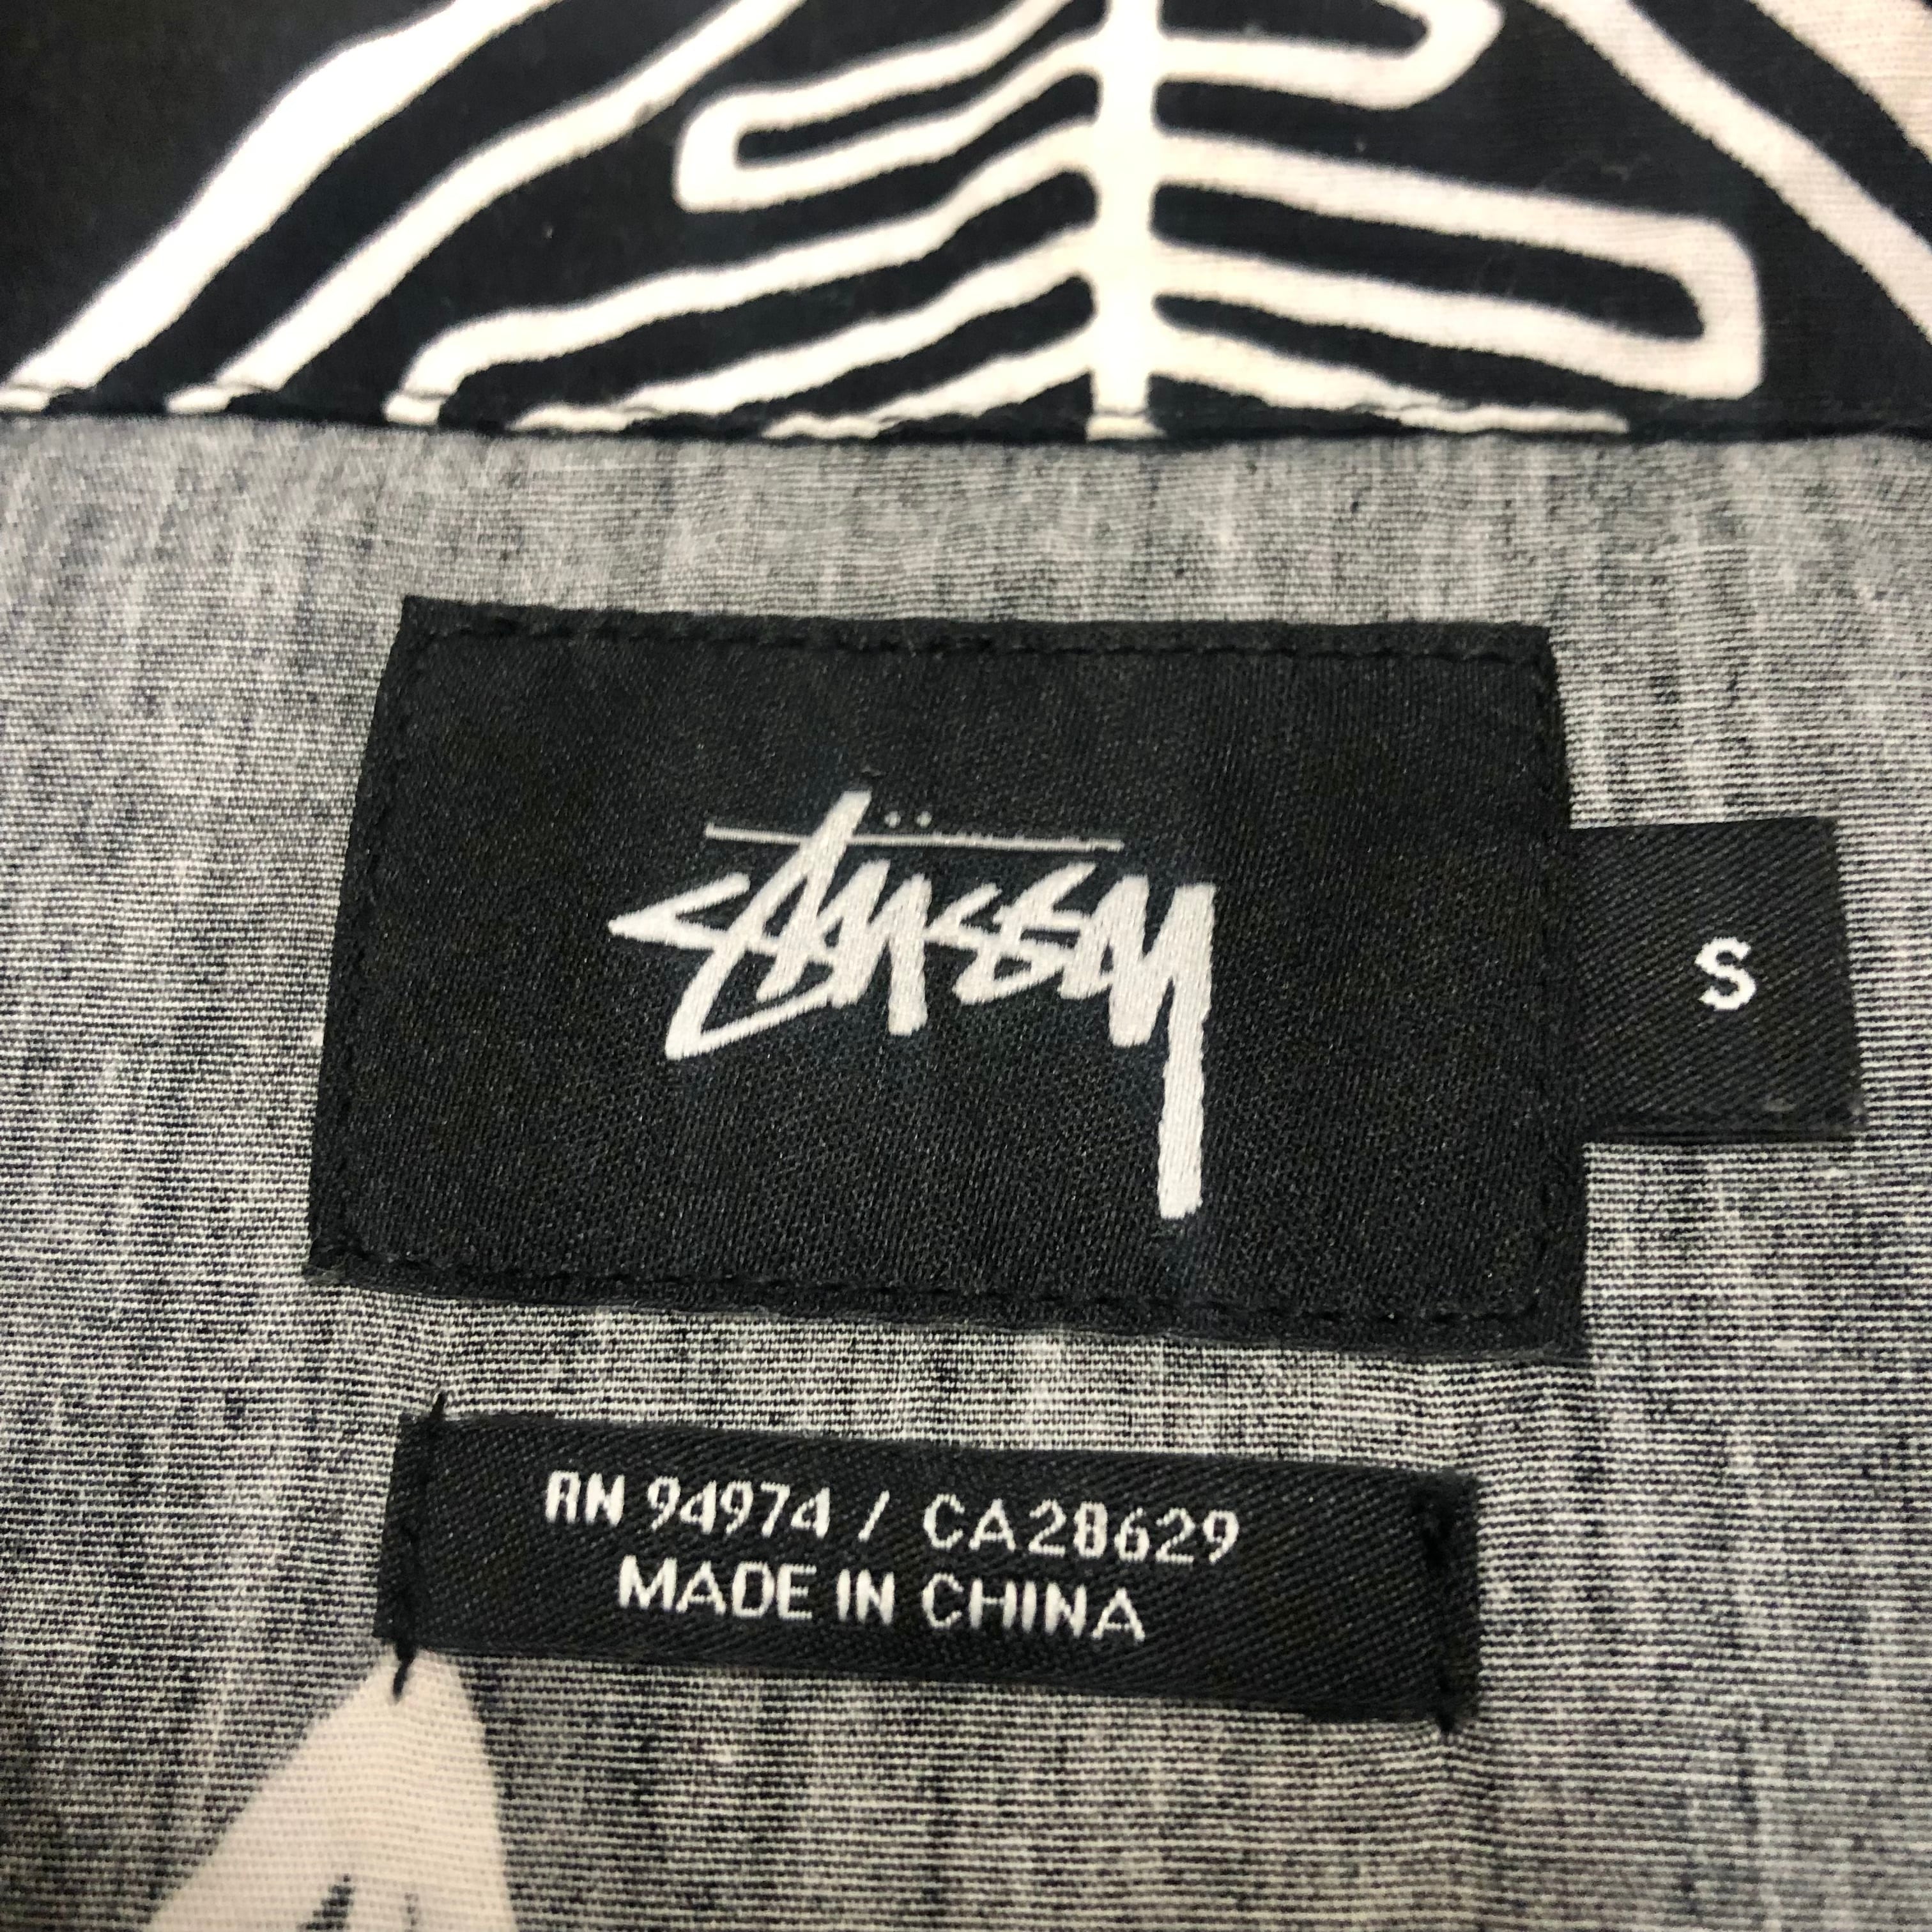 Stüssy
S
RN 94974 / CA28629
MADE IN CHINA